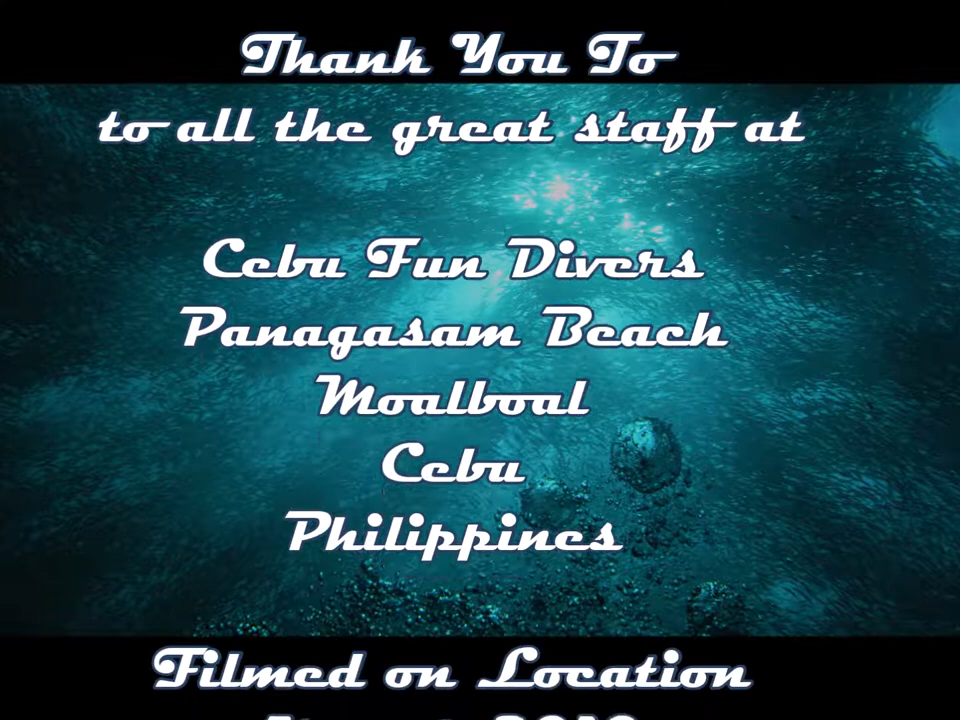 Thank You To
to all the great staff at
Cebu Fun Divers
Panagasam Beach
Moalboal
Cebu
Philippines
Filmed on Location